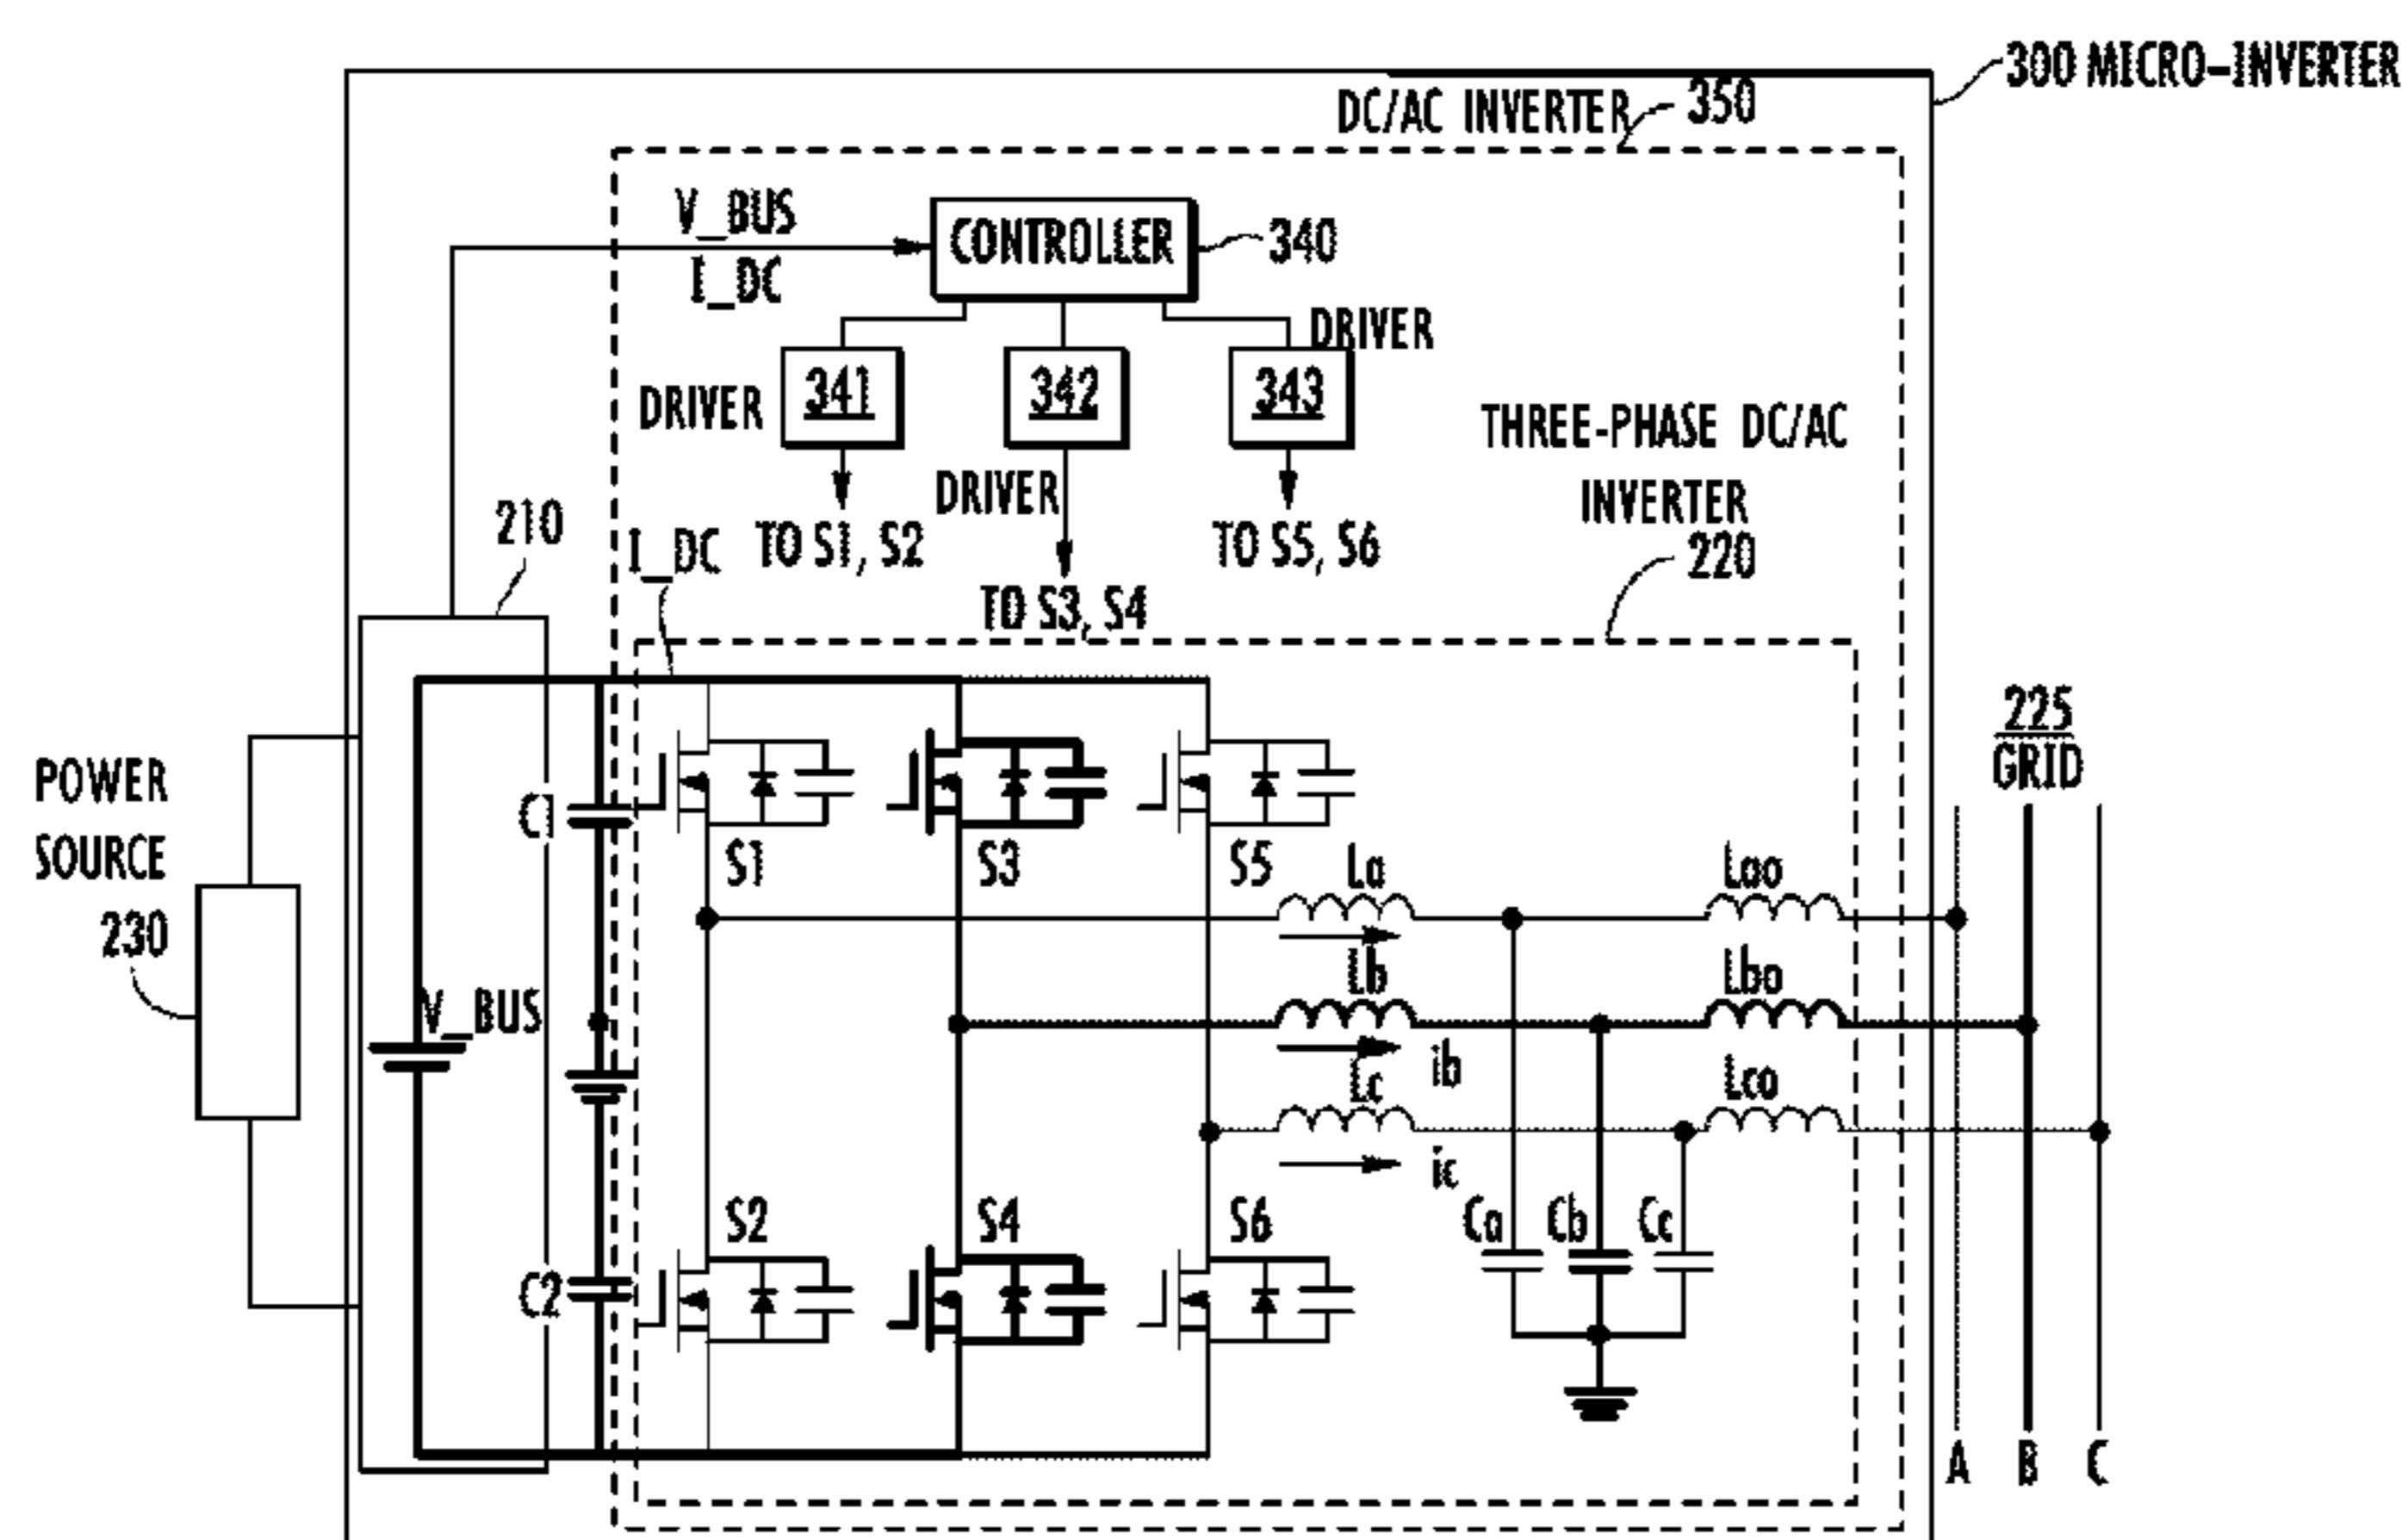 300 MICRO-INVERTER
DC/AC INVERTER 350
V_BUS
I_DC
CONTROLLER 340
DRIVER
DRIVER
341
342
343
THREE-PHASE DC/AC
INVERTER
220
DRIVER
210
I_DC
TO S1, S2
TO S5, S6
TO S3, S4
225
GRID
POWER
SOURCE
230
C1
S1
S3
S5
La
Lao
V_BUS
Lb
Lbo
ib
Lc
Lco
ic
C2
S2
S4
S6
Ca
Cb
Cc
A
B
C